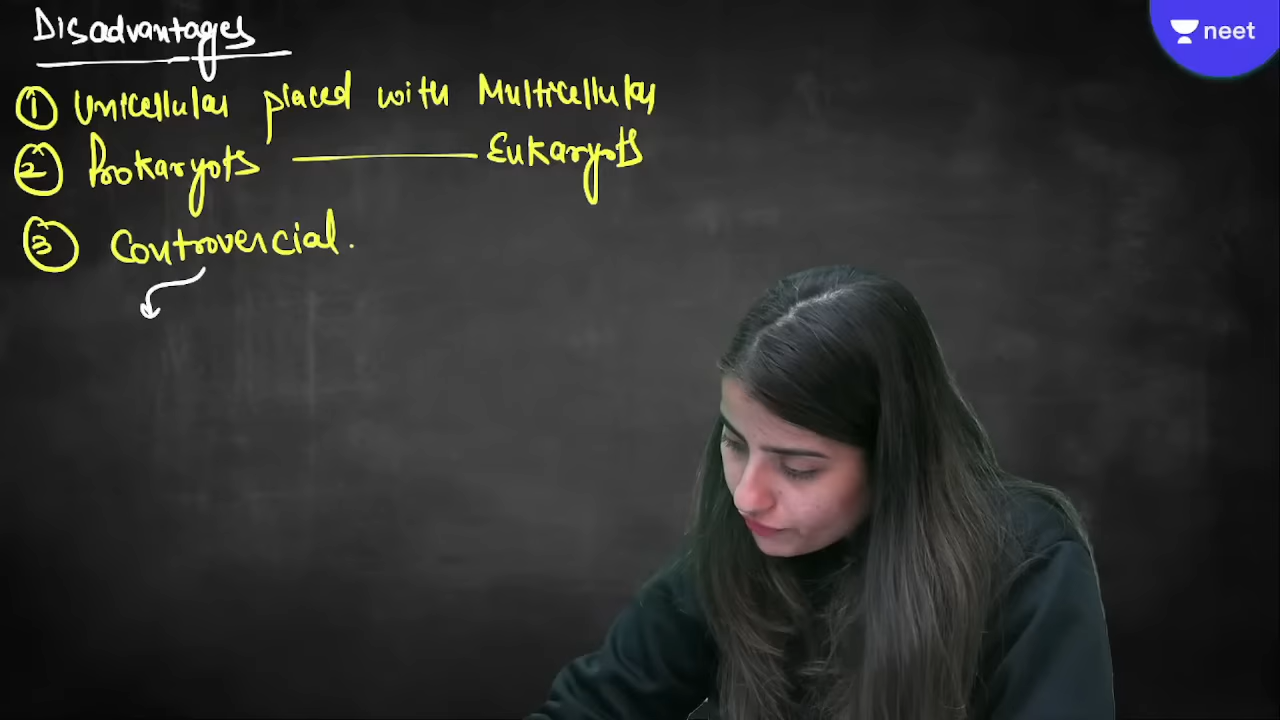 Disadvantages
neet
① Unicellular placed with Multicellular
② Prokaryots ———— Eukaryots
③ Controvercial.